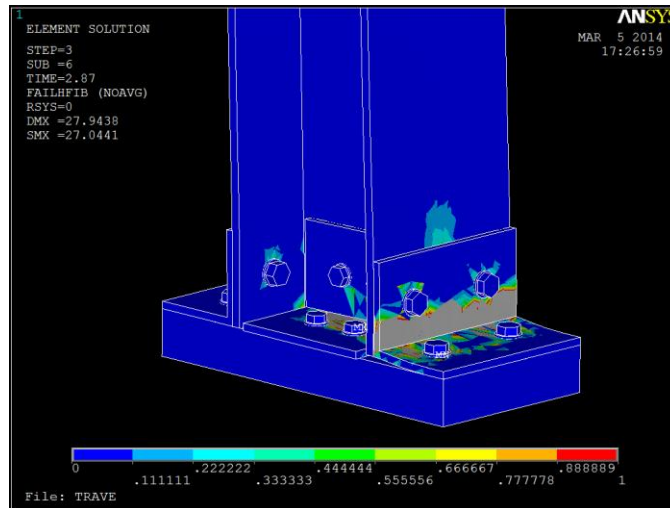 1
ELEMENT SOLUTION
STEP=3
SUB =6
TIME=2.87
FAILHFIB (NOAVG)
RSYS=0
DMX =27.9438
SMX =27.0441
ANSYS
MAR 5 2014
17:26:59
MX
MN
0 .222222 .444444 .666667 .888889
.111111 .333333 .555556 .777778 1
File: TRAVE